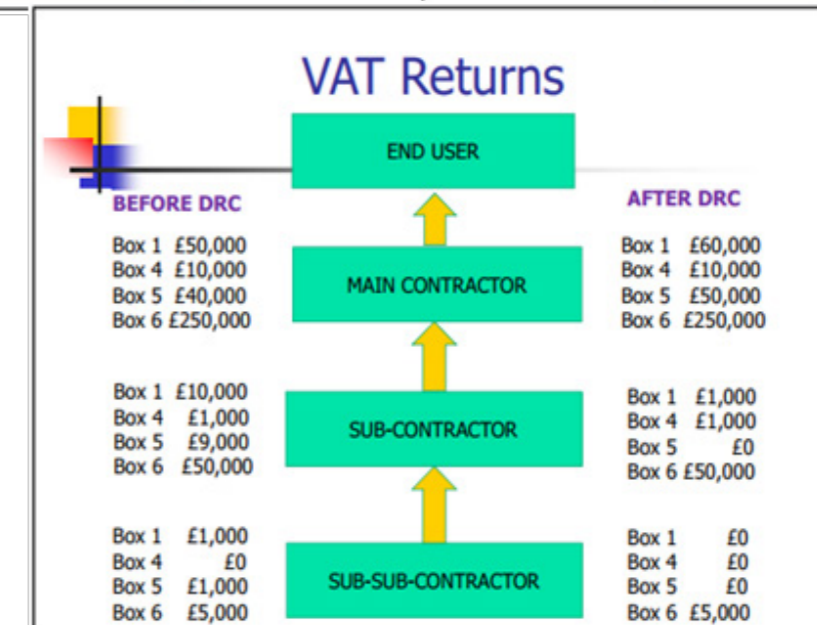 VAT Returns
END USER
BEFORE DRC
AFTER DRC
Box 1 £50,000
Box 4 £10,000
Box 5 £40,000
Box 6 £250,000
MAIN CONTRACTOR
Box 1 £60,000
Box 4 £10,000
Box 5 £50,000
Box 6 £250,000
Box 1 £10,000
Box 4 £1,000
Box 5 £9,000
Box 6 £50,000
SUB-CONTRACTOR
Box 1 £1,000
Box 4 £1,000
Box 5 £0
Box 6 £50,000
Box 1 £1,000
Box 4 £0
Box 5 £1,000
Box 6 £5,000
SUB-SUB-CONTRACTOR
Box 1 £0
Box 4 £0
Box 5 £0
Box 6 £5,000